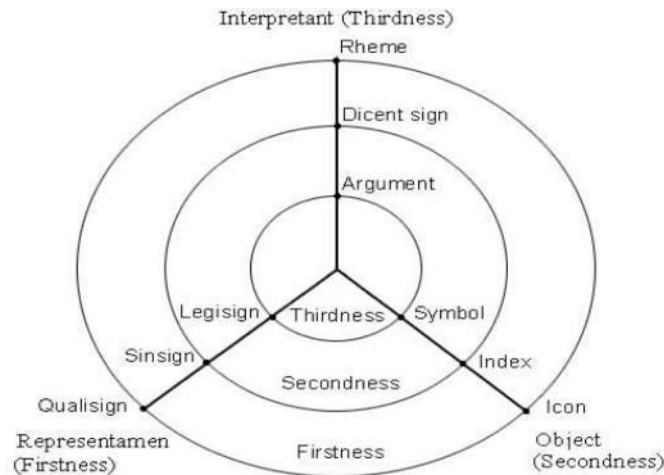 Interpretant (Thirdness)
Rheme
Dicent sign
Argument
Legisign
Thirdness
Symbol
Sinsign
Index
Secondness
Qualisign
Icon
Representamen
(Firstness)
Firstness
Object
(Secondness)